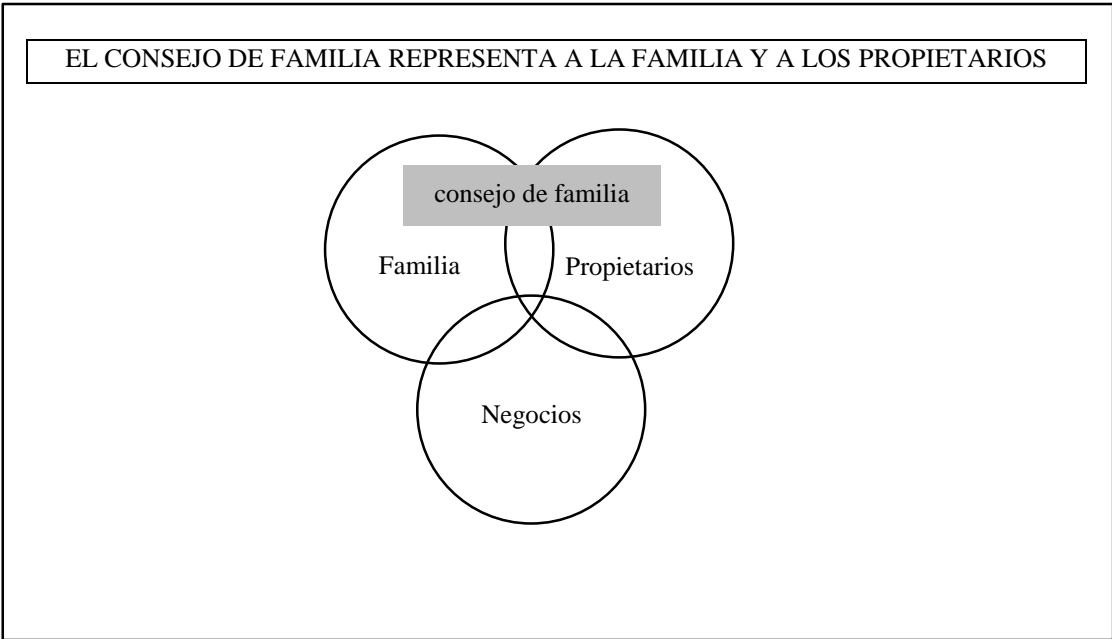 EL CONSEJO DE FAMILIA REPRESENTA A LA FAMILIA Y A LOS PROPIETARIOS
consejo de familia
Familia
Propietarios
Negocios